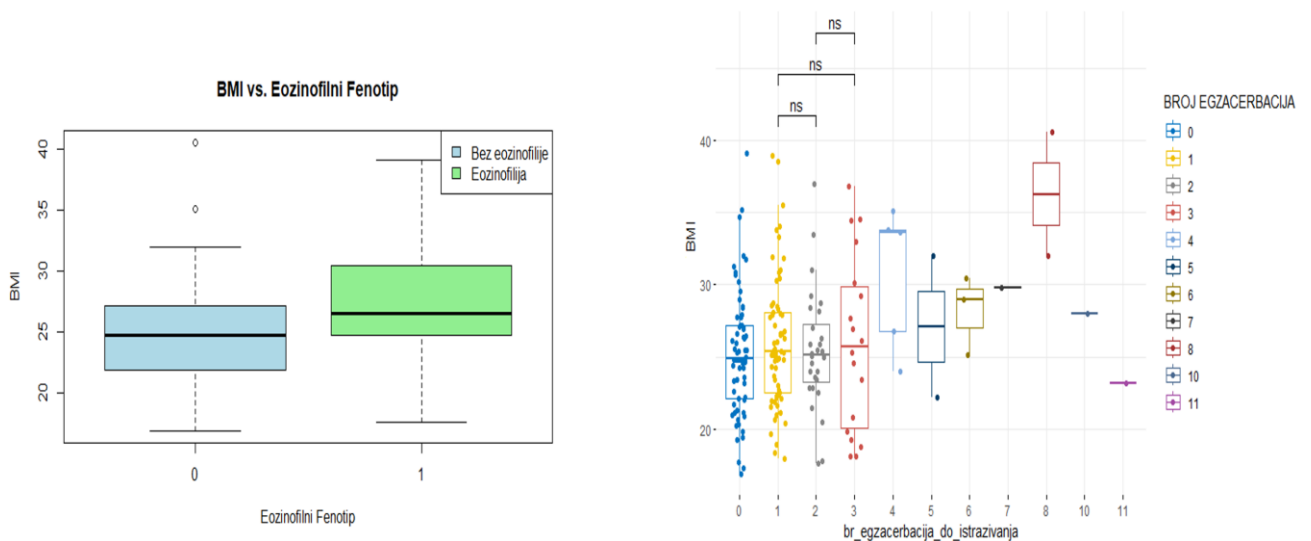 BMI vs. Eozinofilni Fenotip
Bez eozinofilije
Eozinofilija
BMI
40
35
30
25
20
0 1
Eozinofilni Fenotip
ns
ns
ns
BMI
40
30
20
0 1 2 3 4 5 6 7 8 10 11
br_egzacerbacija_do_istrazivanja
BROJ EGZACERBACIJA
0
1
2
3
4
5
6
7
8
10
11